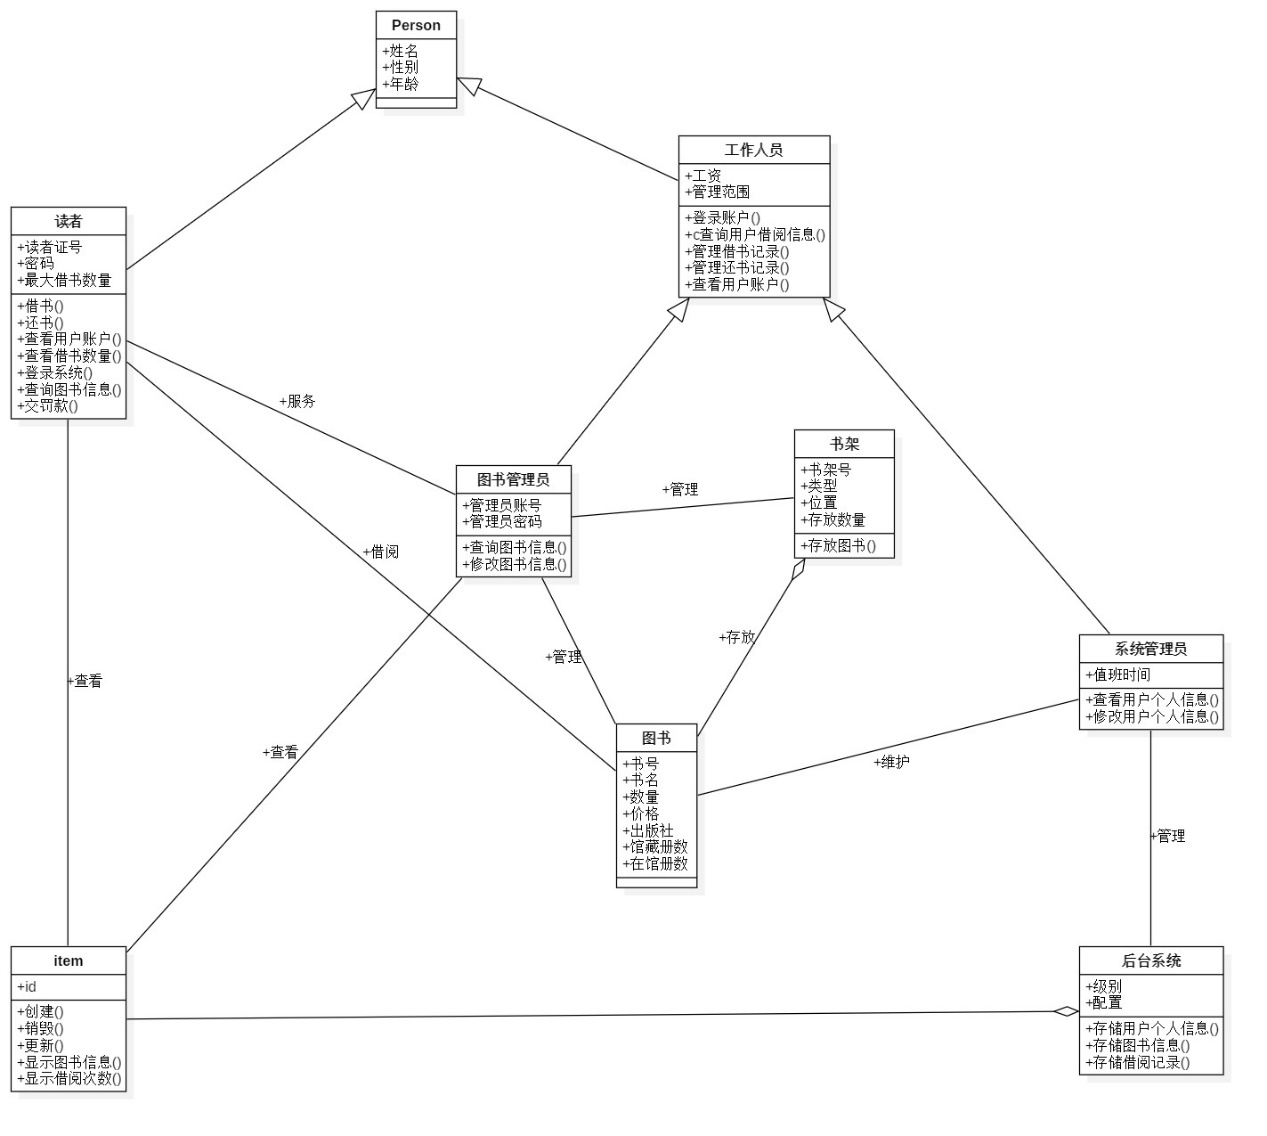 Person
+姓名
+性别
+年龄
工作人员
+工资
+管理范围
+登录账户()
+c查询用户借阅信息()
+管理借书记录()
+管理还书记录()
+查看用户账户()
读者
+读者证号
+密码
+最大借书数量
+借书()
+还书()
+查看用户账户()
+查看借书数量()
+登录系统()
+查询图书信息()
+交罚款()
+服务
图书管理员
+管理员账号
+管理员密码
+查询图书信息()
+修改图书信息()
+管理
书架
+书架号
+类型
+位置
+存放数量
+存放图书()
+借阅
+存放
+管理
系统管理员
+值班时间
+查看用户个人信息()
+修改用户个人信息()
+查看
+查看
图书
+书号
+书名
+数量
+价格
+出版社
+馆藏册数
+在馆册数
+维护
+管理
item
+id
+创建()
+销毁()
+更新()
+显示图书信息()
+显示借阅次数()
后台系统
+级别
+配置
+存储用户个人信息()
+存储图书信息()
+存储借阅记录()